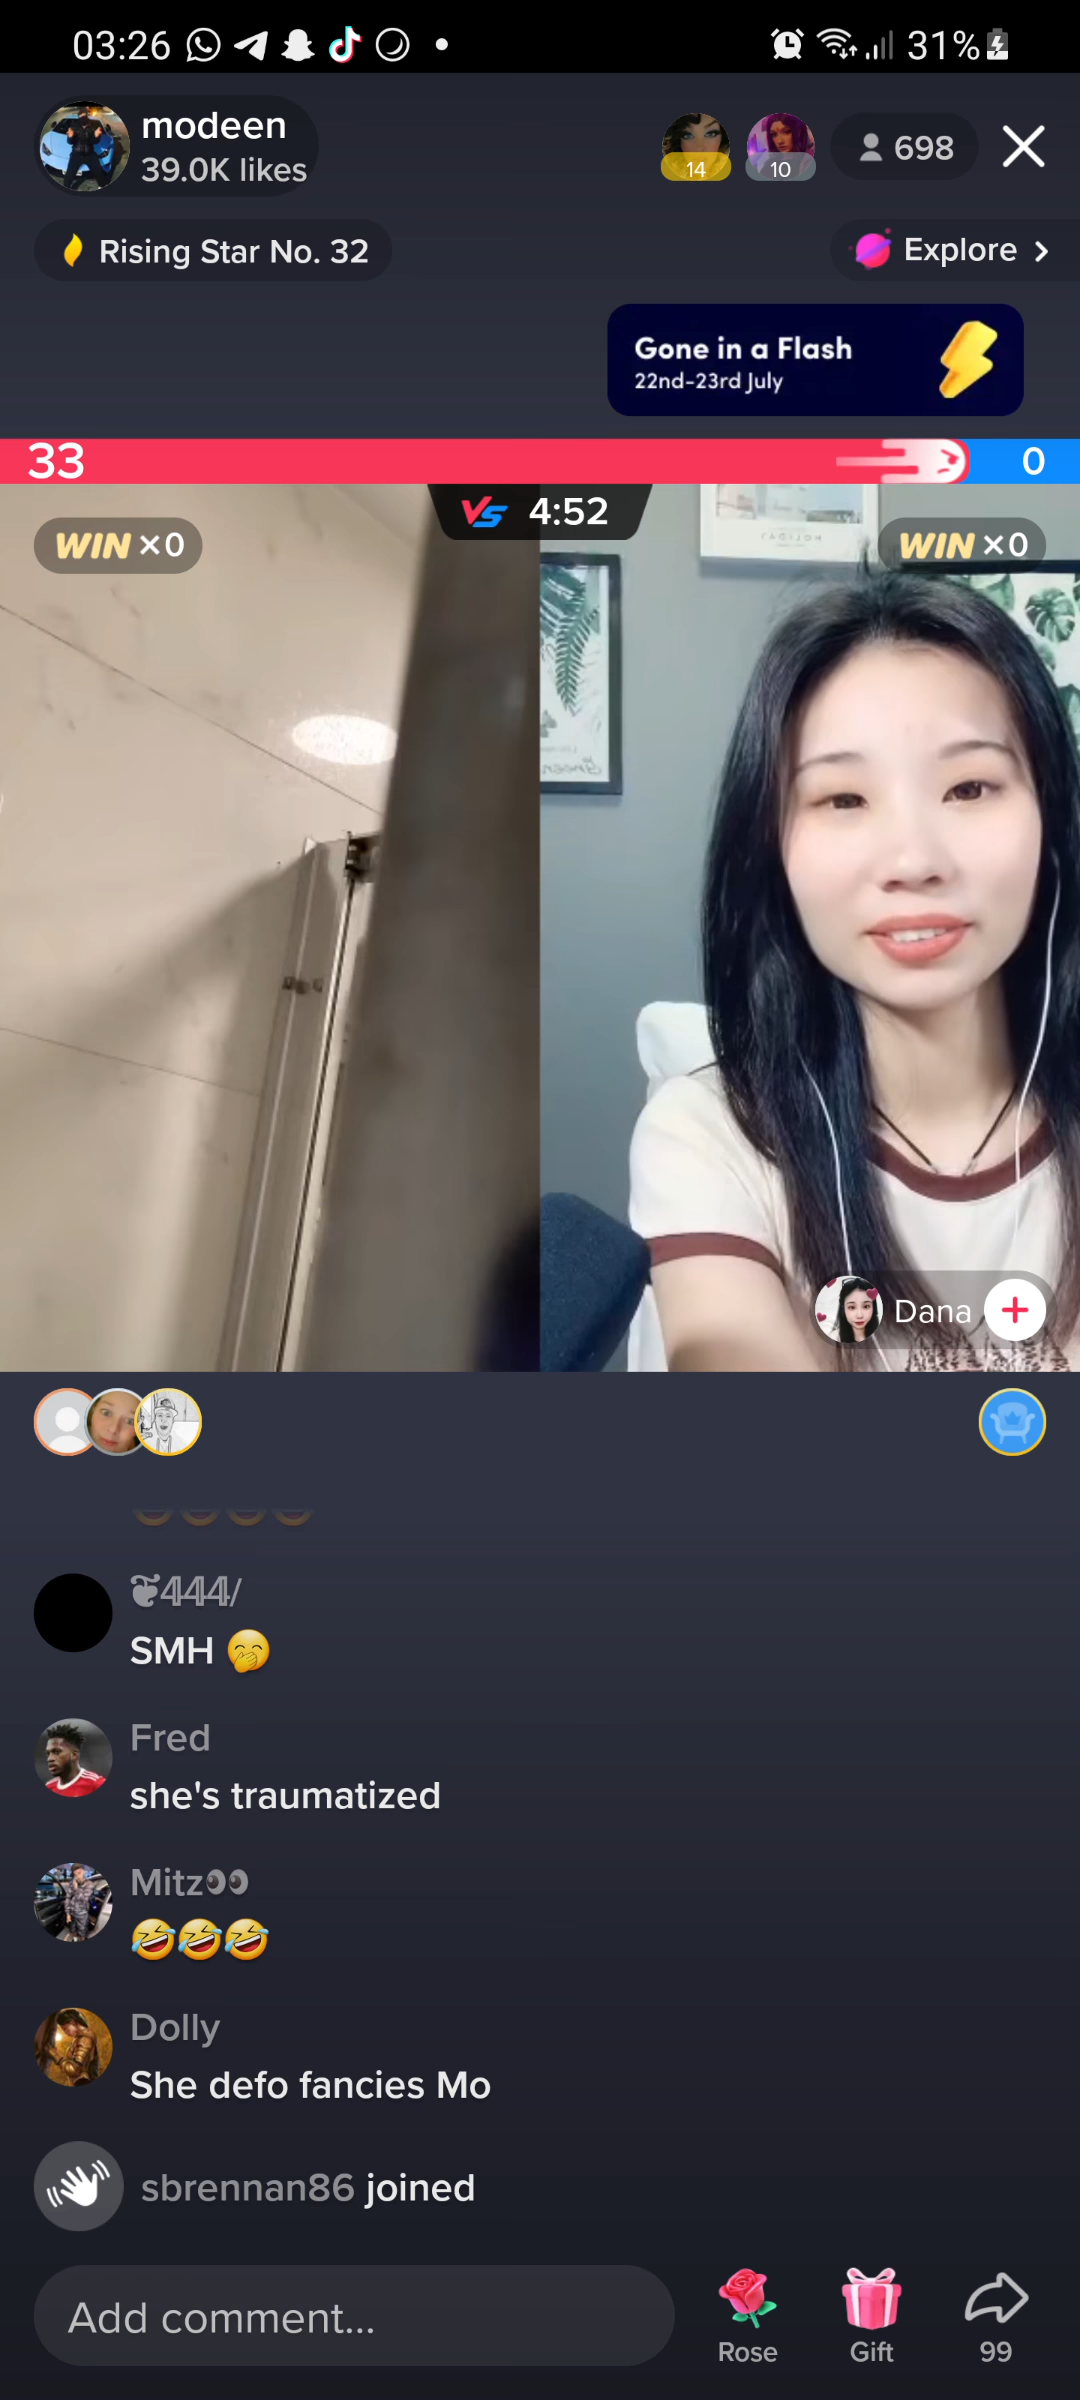 03:26
31%
modeen
39.0K likes
14
10
698
Rising Star No. 32
Explore
Gone in a Flash
22nd-23rd July
33
0
VS 4:52
WIN ×0
WIN ×0
Dana
❦444/
SMH 🤭
Fred
she's traumatized
Mitz👀
🤣🤣🤣
Dolly
She defo fancies Mo
sbrennan86 joined
Add comment...
Rose
Gift
99